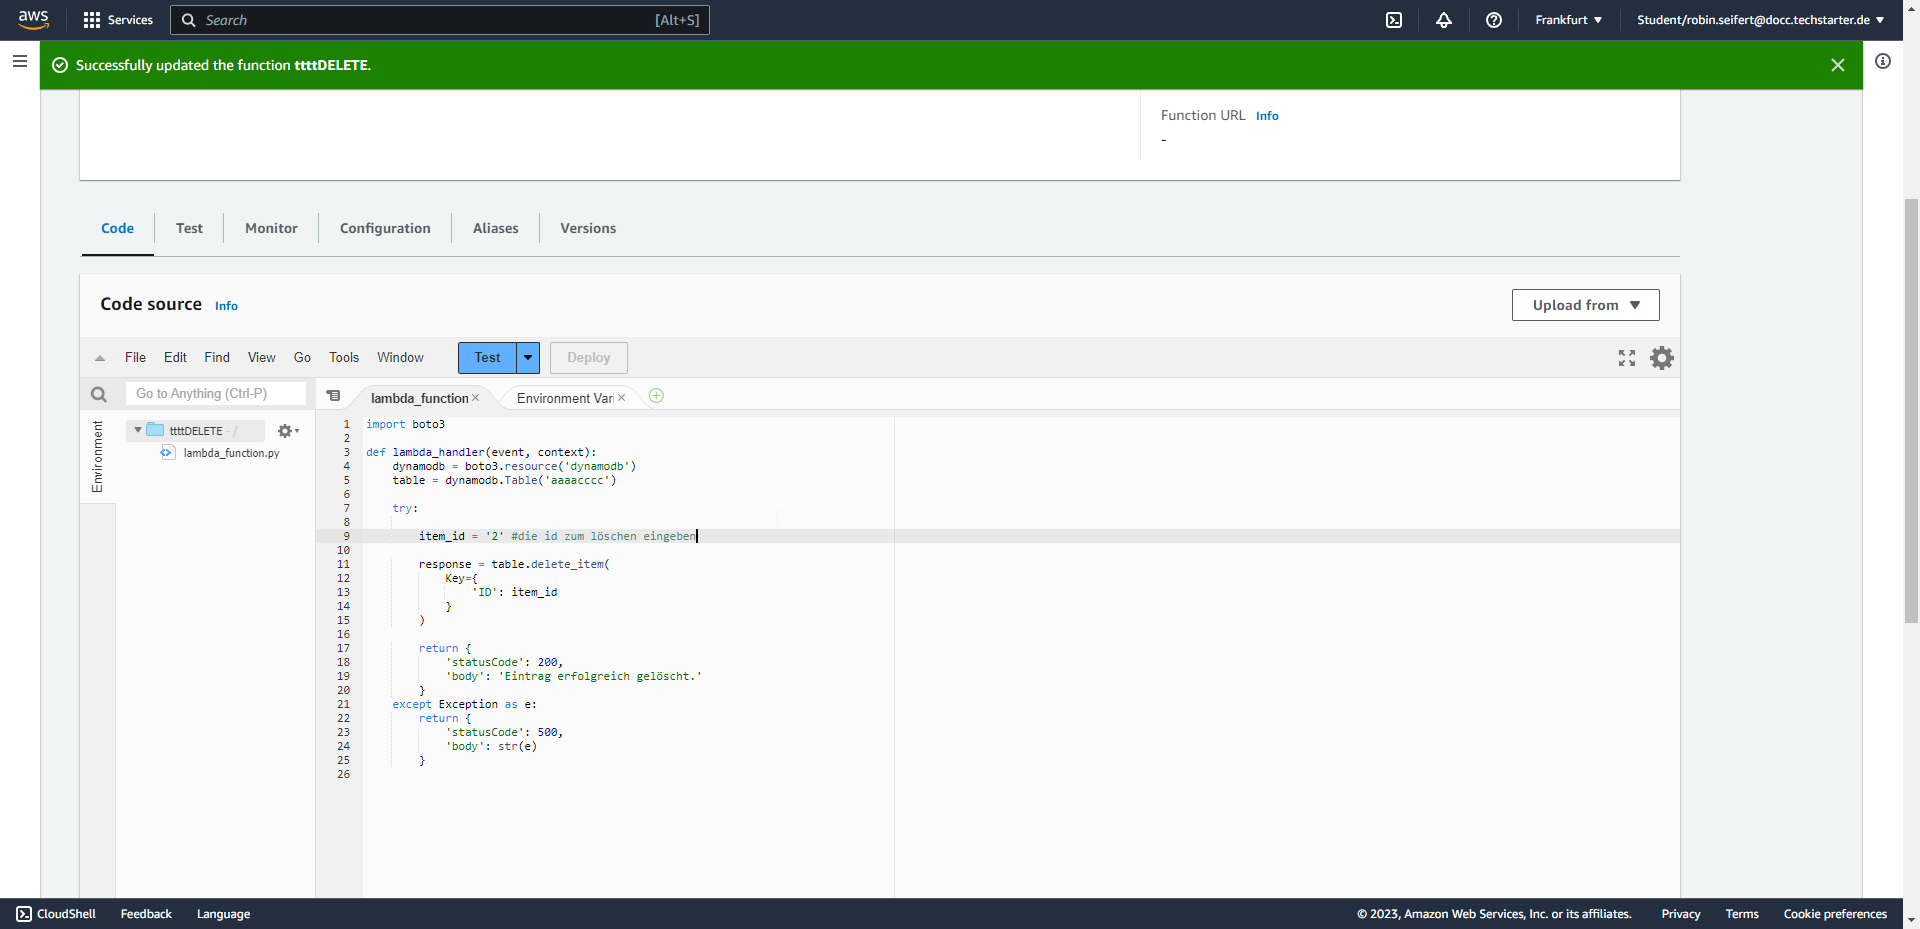 aws
Services
Search
[Alt+S]
Frankfurt
Student/robin.seifert@docc.techstarter.de
Successfully updated the function ttttDELETE.
Function URL Info
-
Code
Test
Monitor
Configuration
Aliases
Versions
Code source Info
Upload from
File Edit Find View Go Tools Window
Test
Deploy
Go to Anything (Ctrl-P)
lambda_function
Environment Vari
Environment
ttttDELETE - /
lambda_function.py
1 import boto3
2
3 def lambda_handler(event, context):
4 dynamodb = boto3.resource('dynamodb')
5 table = dynamodb.Table('aaaacccc')
6
7 try:
8
9 item_id = '2' #die id zum löschen eingeben
10
11 response = table.delete_item(
12 Key={
13 'ID': item_id
14 }
15 )
16
17 return {
18 'statusCode': 200,
19 'body': 'Eintrag erfolgreich gelöscht.'
20 }
21 except Exception as e:
22 return {
23 'statusCode': 500,
24 'body': str(e)
25 }
26
CloudShell
Feedback
Language
© 2023, Amazon Web Services, Inc. or its affiliates.
Privacy
Terms
Cookie preferences